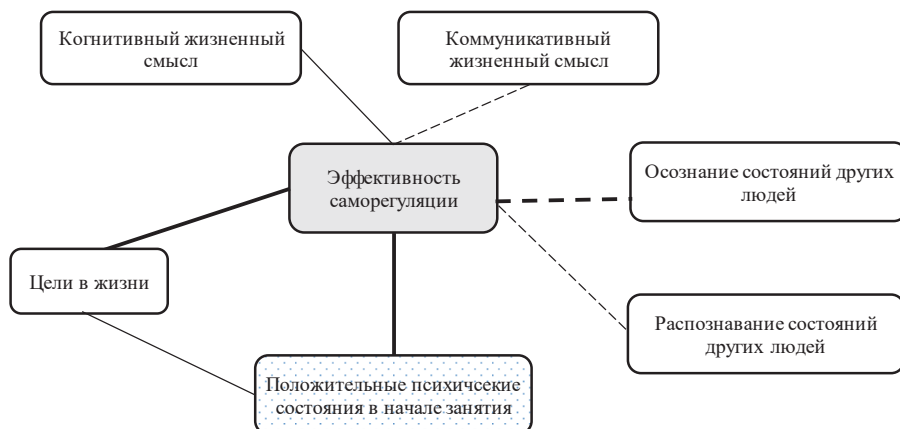 Когнитивный жизненный
смысл
Коммуникативный
жизненный смысл
Эффективность
саморегуляции
Осознание состояний других
людей
Цели в жизни
Распознавание состояний
других людей
Положительные психичсекие
состояния в начале занятия